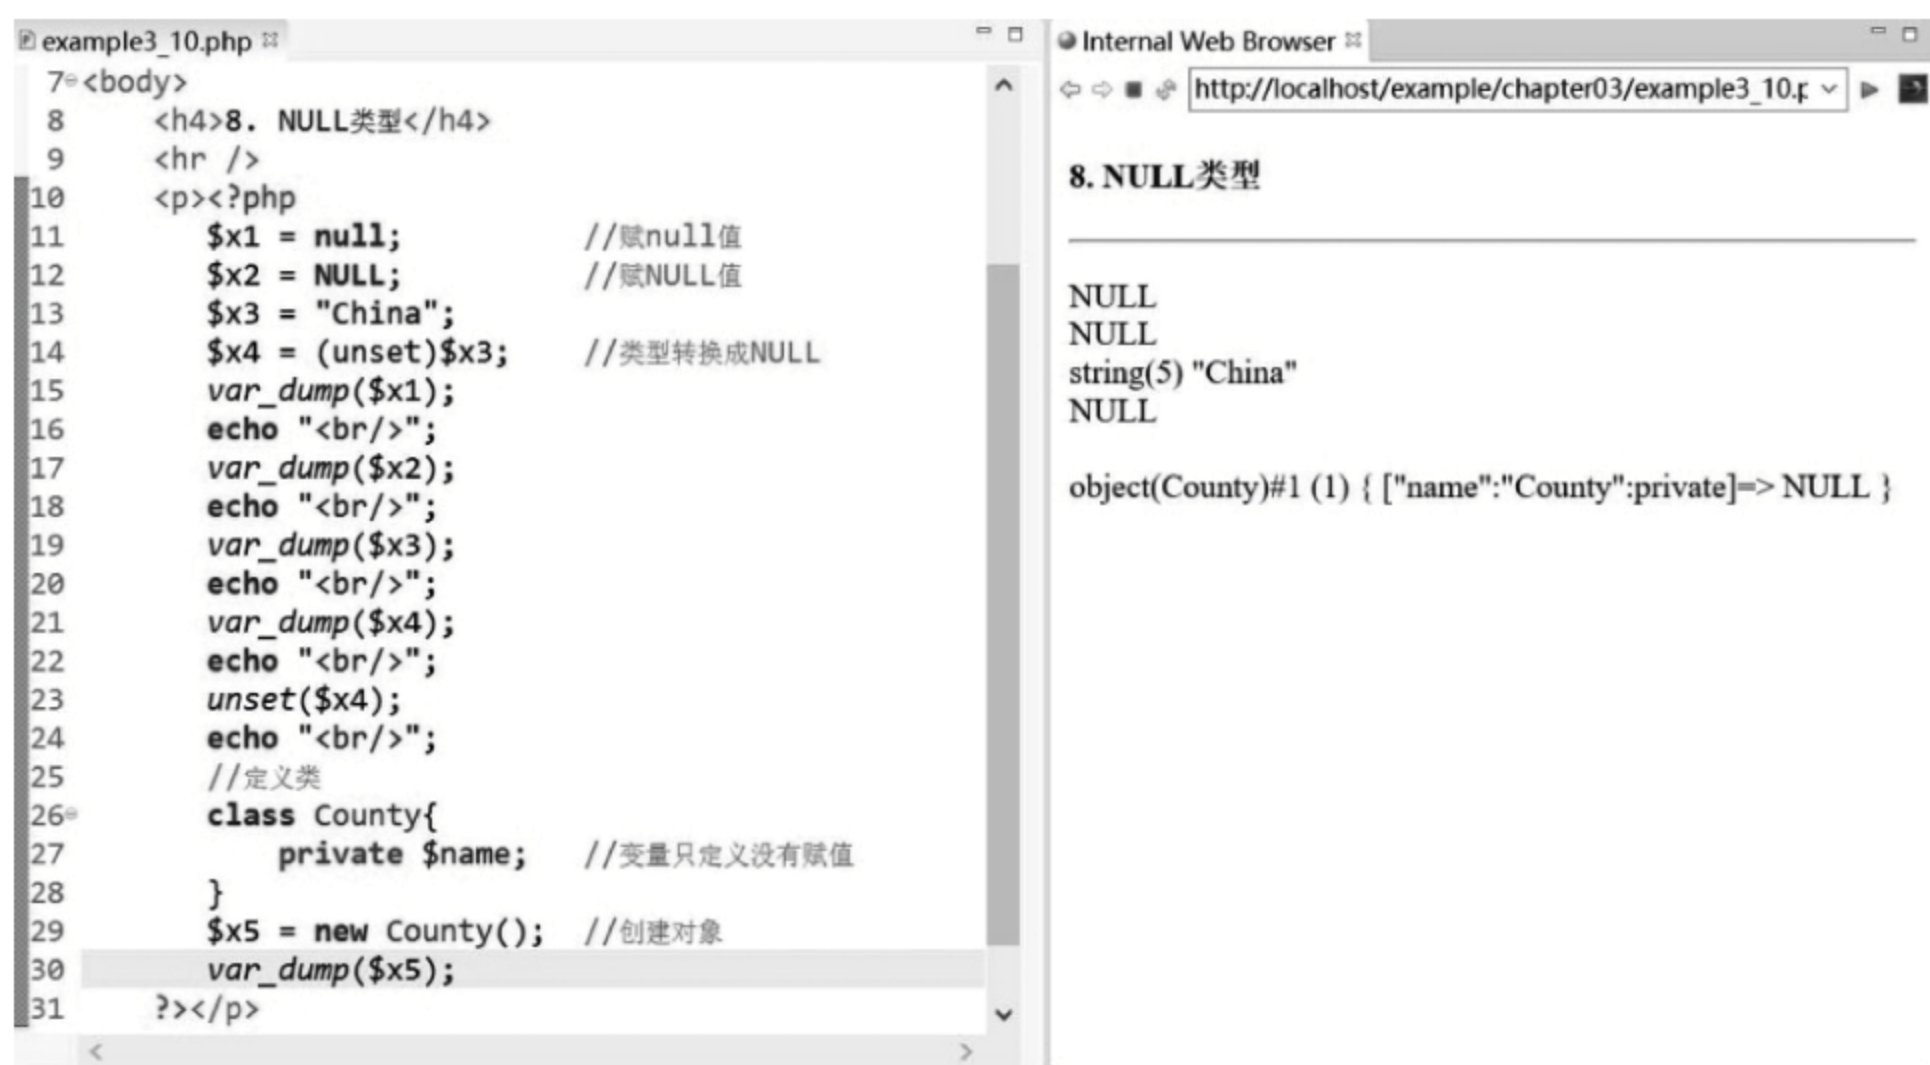 example3_10.php
7 <body>
8 <h4>8. NULL类型</h4>
9 <hr />
10 <p><?php
11 $x1 = null; //赋null值
12 $x2 = NULL; //赋NULL值
13 $x3 = "China";
14 $x4 = (unset)$x3; //类型转换成NULL
15 var_dump($x1);
16 echo "<br/>";
17 var_dump($x2);
18 echo "<br/>";
19 var_dump($x3);
20 echo "<br/>";
21 var_dump($x4);
22 echo "<br/>";
23 unset($x4);
24 echo "<br/>";
25 //定义类
26 class County{
27 private $name; //变量只定义没有赋值
28 }
29 $x5 = new County(); //创建对象
30 var_dump($x5);
31 ?></p>
Internal Web Browser
http://localhost/example/chapter03/example3_10.p
8. NULL类型
NULL
NULL
string(5) "China"
NULL
object(County)#1 (1) { ["name":"County":private]=> NULL }